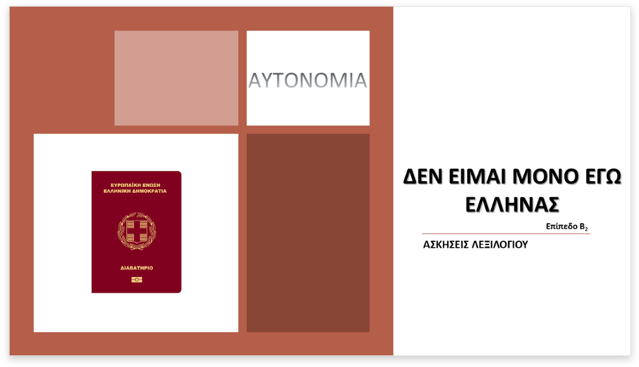 ΑΥΤΟΝΟΜΙΑ
ΕΥΡΩΠΑΪΚΗ ΕΝΩΣΗ
ΕΛΛΗΝΙΚΗ ΔΗΜΟΚΡΑΤΙΑ
ΔΙΑΒΑΤΗΡΙΟ
ΔΕΝ ΕΙΜΑΙ ΜΟΝΟ ΕΓΩ
ΕΛΛΗΝΑΣ
Επίπεδο Β₂
ΑΣΚΗΣΕΙΣ ΛΕΞΙΛΟΓΙΟΥ